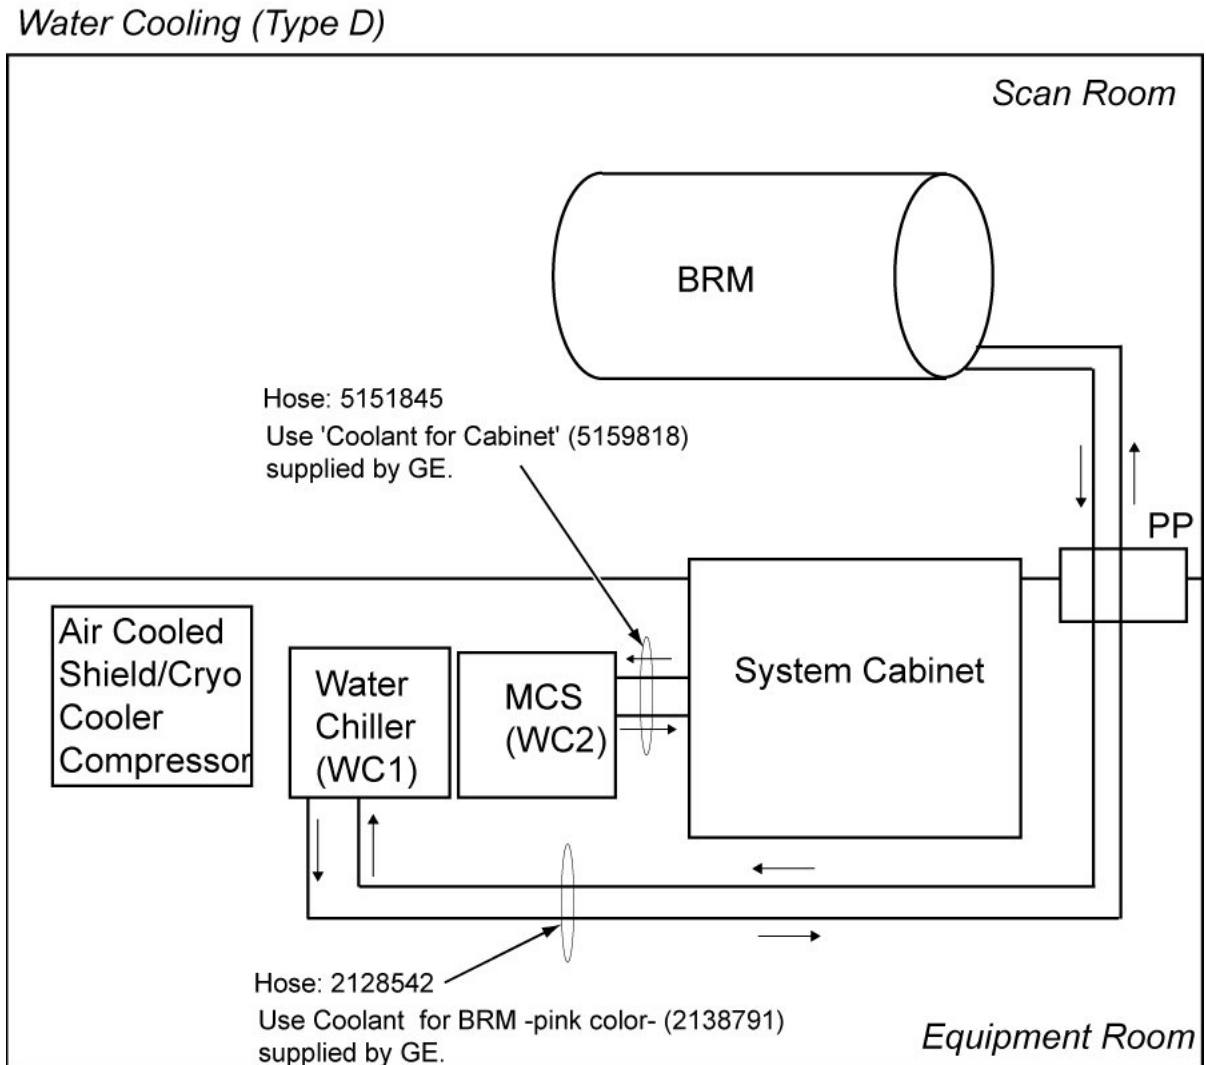 Water Cooling (Type D)
Scan Room
BRM
Hose: 5151845
Use 'Coolant for Cabinet' (5159818)
supplied by GE.
PP
Air Cooled
Shield/Cryo
Cooler
Compressor
Water
Chiller
(WC1)
MCS
(WC2)
System Cabinet
Hose: 2128542
Use Coolant for BRM -pink color- (2138791)
supplied by GE.
Equipment Room